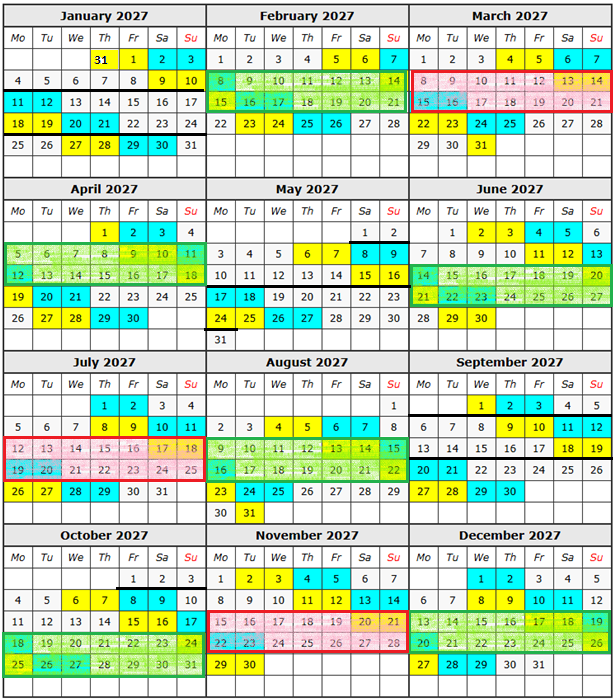 January 2027
Mo Tu We Th Fr Sa Su
31 1 2 3
4 5 6 7 8 9 10
11 12 13 14 15 16 17
18 19 20 21 22 23 24
25 26 27 28 29 30 31
February 2027
Mo Tu We Th Fr Sa Su
1 2 3 4 5 6 7
8 9 10 11 12 13 14
15 16 17 18 19 20 21
22 23 24 25 26 27 28
March 2027
Mo Tu We Th Fr Sa Su
1 2 3 4 5 6 7
8 9 10 11 12 13 14
15 16 17 18 19 20 21
22 23 24 25 26 27 28
29 30 31
April 2027
Mo Tu We Th Fr Sa Su
1 2 3 4
5 6 7 8 9 10 11
12 13 14 15 16 17 18
19 20 21 22 23 24 25
26 27 28 29 30
May 2027
Mo Tu We Th Fr Sa Su
1 2
3 4 5 6 7 8 9
10 11 12 13 14 15 16
17 18 19 20 21 22 23
24 25 26 27 28 29 30
31
June 2027
Mo Tu We Th Fr Sa Su
1 2 3 4 5 6
7 8 9 10 11 12 13
14 15 16 17 18 19 20
21 22 23 24 25 26 27
28 29 30
July 2027
Mo Tu We Th Fr Sa Su
1 2 3 4
5 6 7 8 9 10 11
12 13 14 15 16 17 18
19 20 21 22 23 24 25
26 27 28 29 30 31
August 2027
Mo Tu We Th Fr Sa Su
1
2 3 4 5 6 7 8
9 10 11 12 13 14 15
16 17 18 19 20 21 22
23 24 25 26 27 28 29
30 31
September 2027
Mo Tu We Th Fr Sa Su
1 2 3 4 5
6 7 8 9 10 11 12
13 14 15 16 17 18 19
20 21 22 23 24 25 26
27 28 29 30
October 2027
Mo Tu We Th Fr Sa Su
1 2 3
4 5 6 7 8 9 10
11 12 13 14 15 16 17
18 19 20 21 22 23 24
25 26 27 28 29 30 31
November 2027
Mo Tu We Th Fr Sa Su
1 2 3 4 5 6 7
8 9 10 11 12 13 14
15 16 17 18 19 20 21
22 23 24 25 26 27 28
29 30
December 2027
Mo Tu We Th Fr Sa Su
1 2 3 4 5
6 7 8 9 10 11 12
13 14 15 16 17 18 19
20 21 22 23 24 25 26
27 28 29 30 31